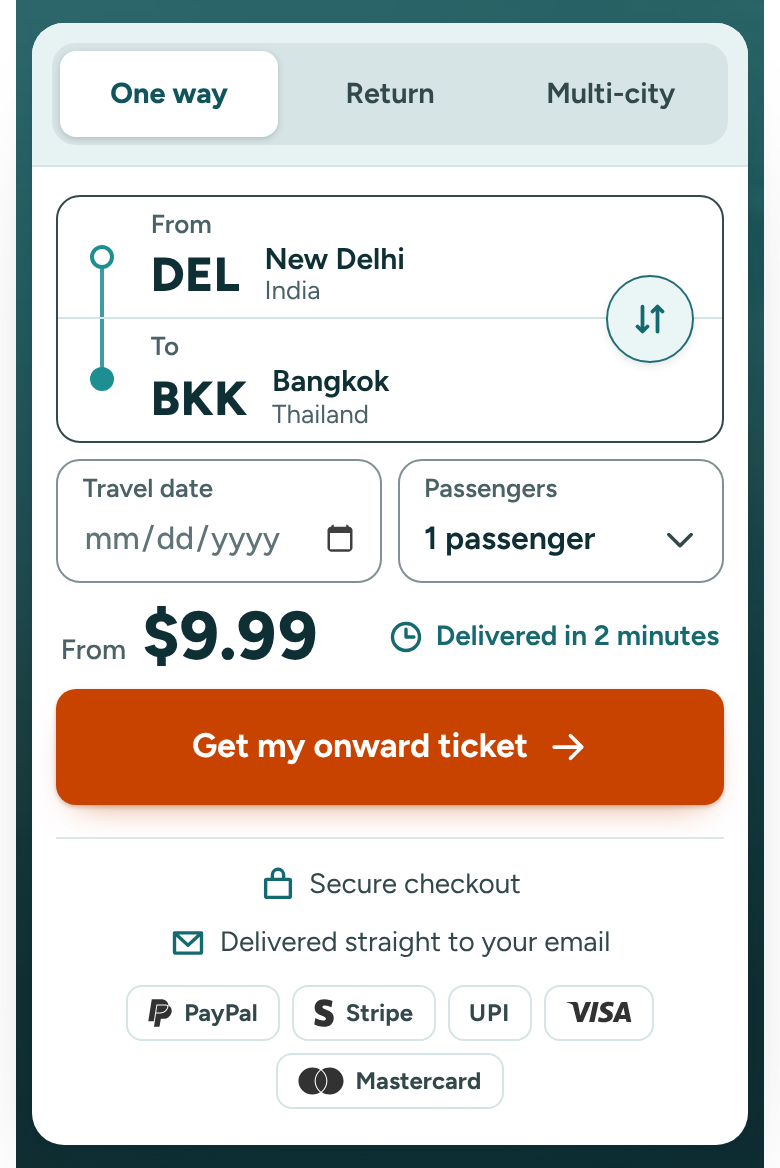 One way Return Multi-city
From
DEL New Delhi
India
To
BKK Bangkok
Thailand
Travel date Passengers
mm/dd/yyyy 1 passenger
From $9.99 Delivered in 2 minutes
Get my onward ticket →
Secure checkout
Delivered straight to your email
PayPal Stripe UPI VISA
Mastercard